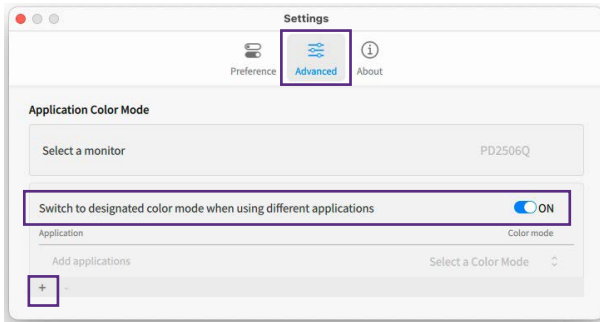 Settings
Preference Advanced About
Application Color Mode
Select a monitor PD2506Q
Switch to designated color mode when using different applications ON
Application Color mode
Add applications Select a Color Mode
+ -